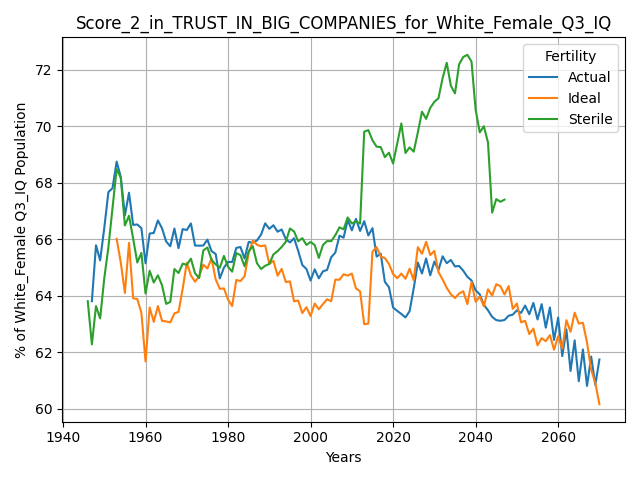 Score_2_in_TRUST_IN_BIG_COMPANIES_for_White_Female_Q3_IQ
Fertility
Actual
Ideal
Sterile
% of White_Female Q3_IQ Population
72
70
68
66
64
62
60
1940
1960
1980
2000
2020
2040
2060
Years